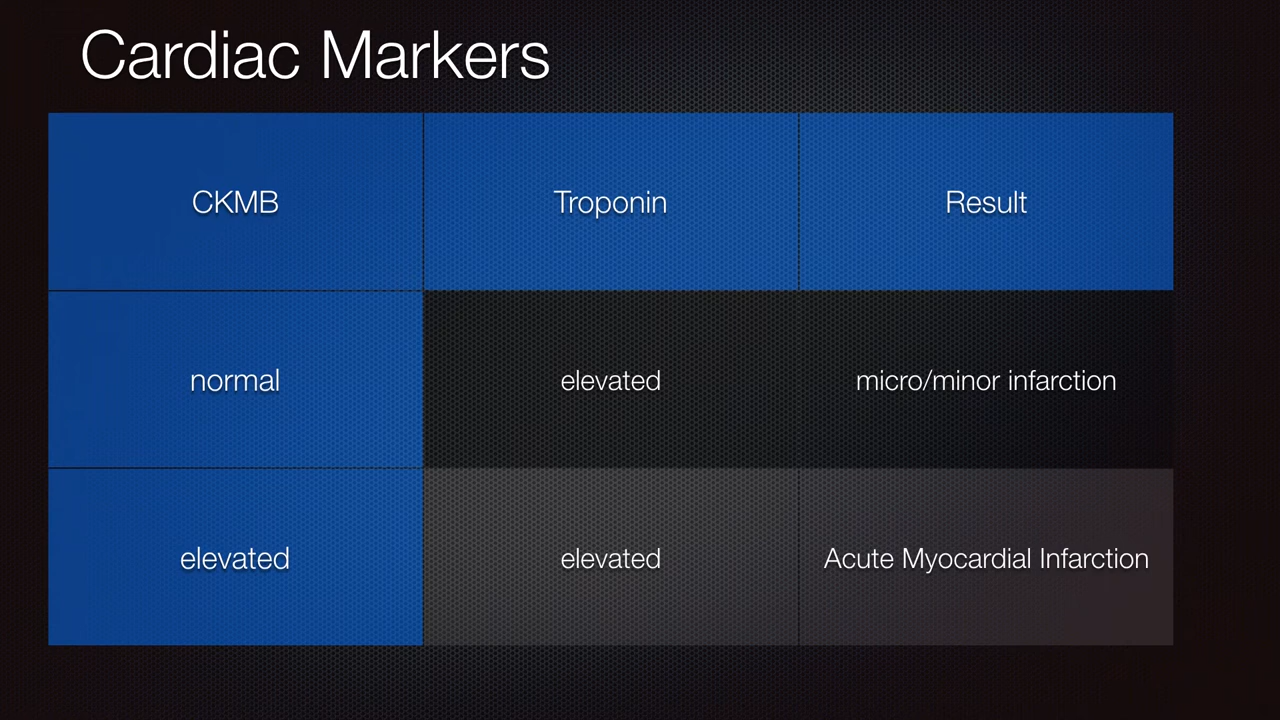 Cardiac Markers
CKMB Troponin Result
normal elevated micro/minor infarction
elevated elevated Acute Myocardial Infarction